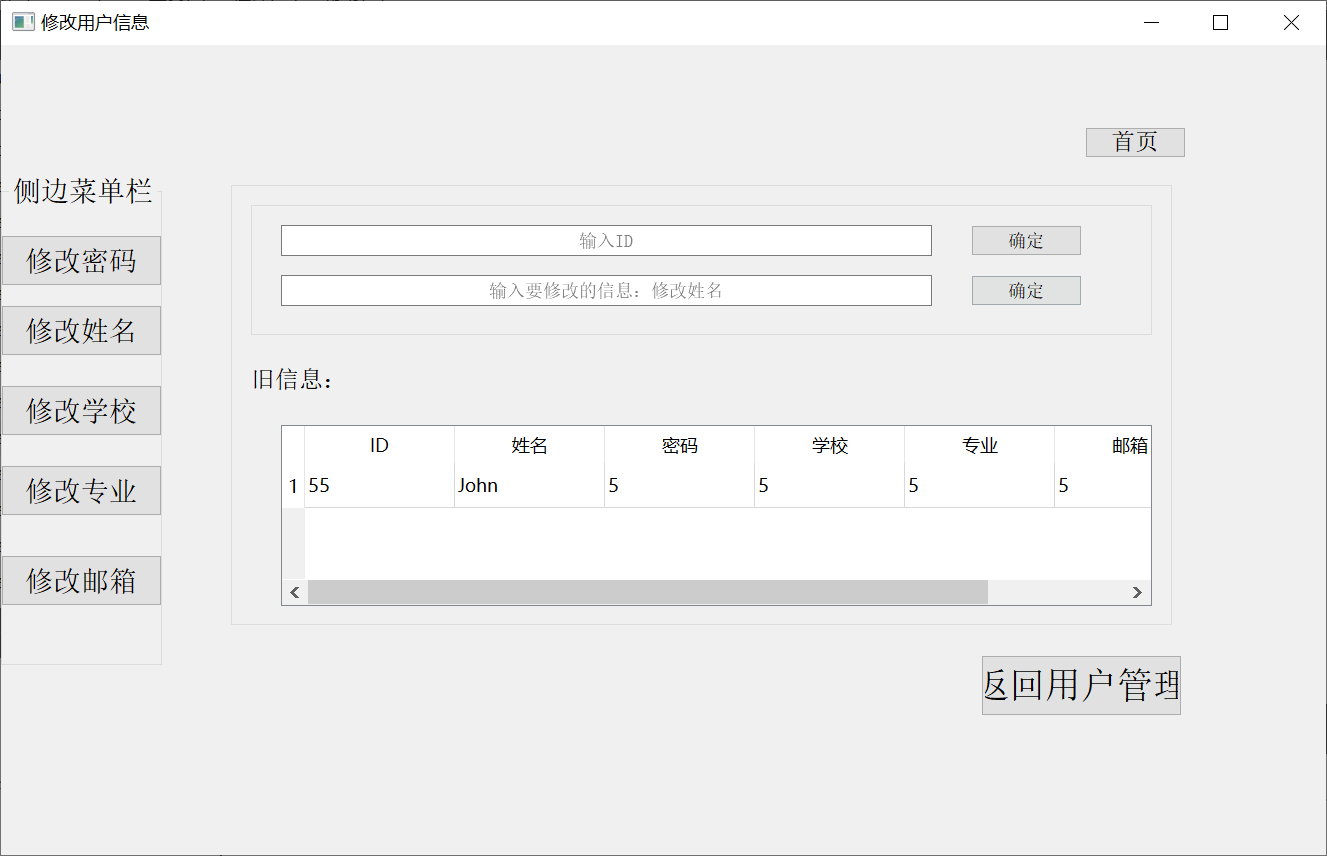 修改用户信息
首页
侧边菜单栏
修改密码
修改姓名
修改学校
修改专业
修改邮箱
输入ID 确定
输入要修改的信息：修改姓名 确定
旧信息：
ID 姓名 密码 学校 专业 邮箱
1 55 John 5 5 5 5
返回用户管理